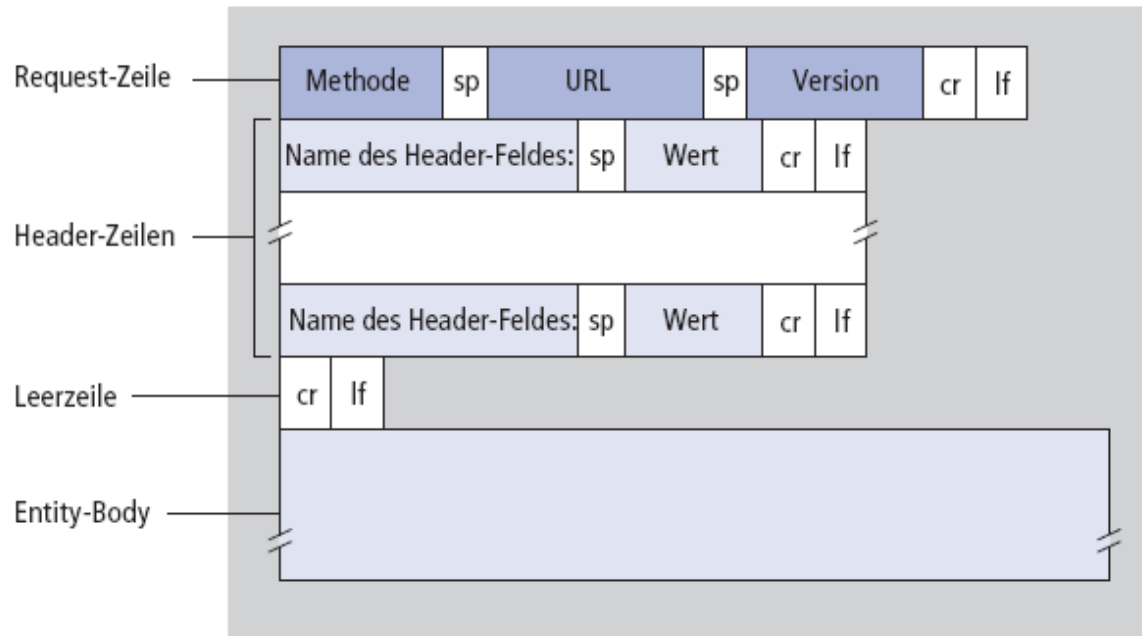 Request-Zeile Methode sp URL sp Version cr lf
Name des Header-Feldes: sp Wert cr lf
Header-Zeilen
Name des Header-Feldes: sp Wert cr lf
Leerzeile cr lf
Entity-Body